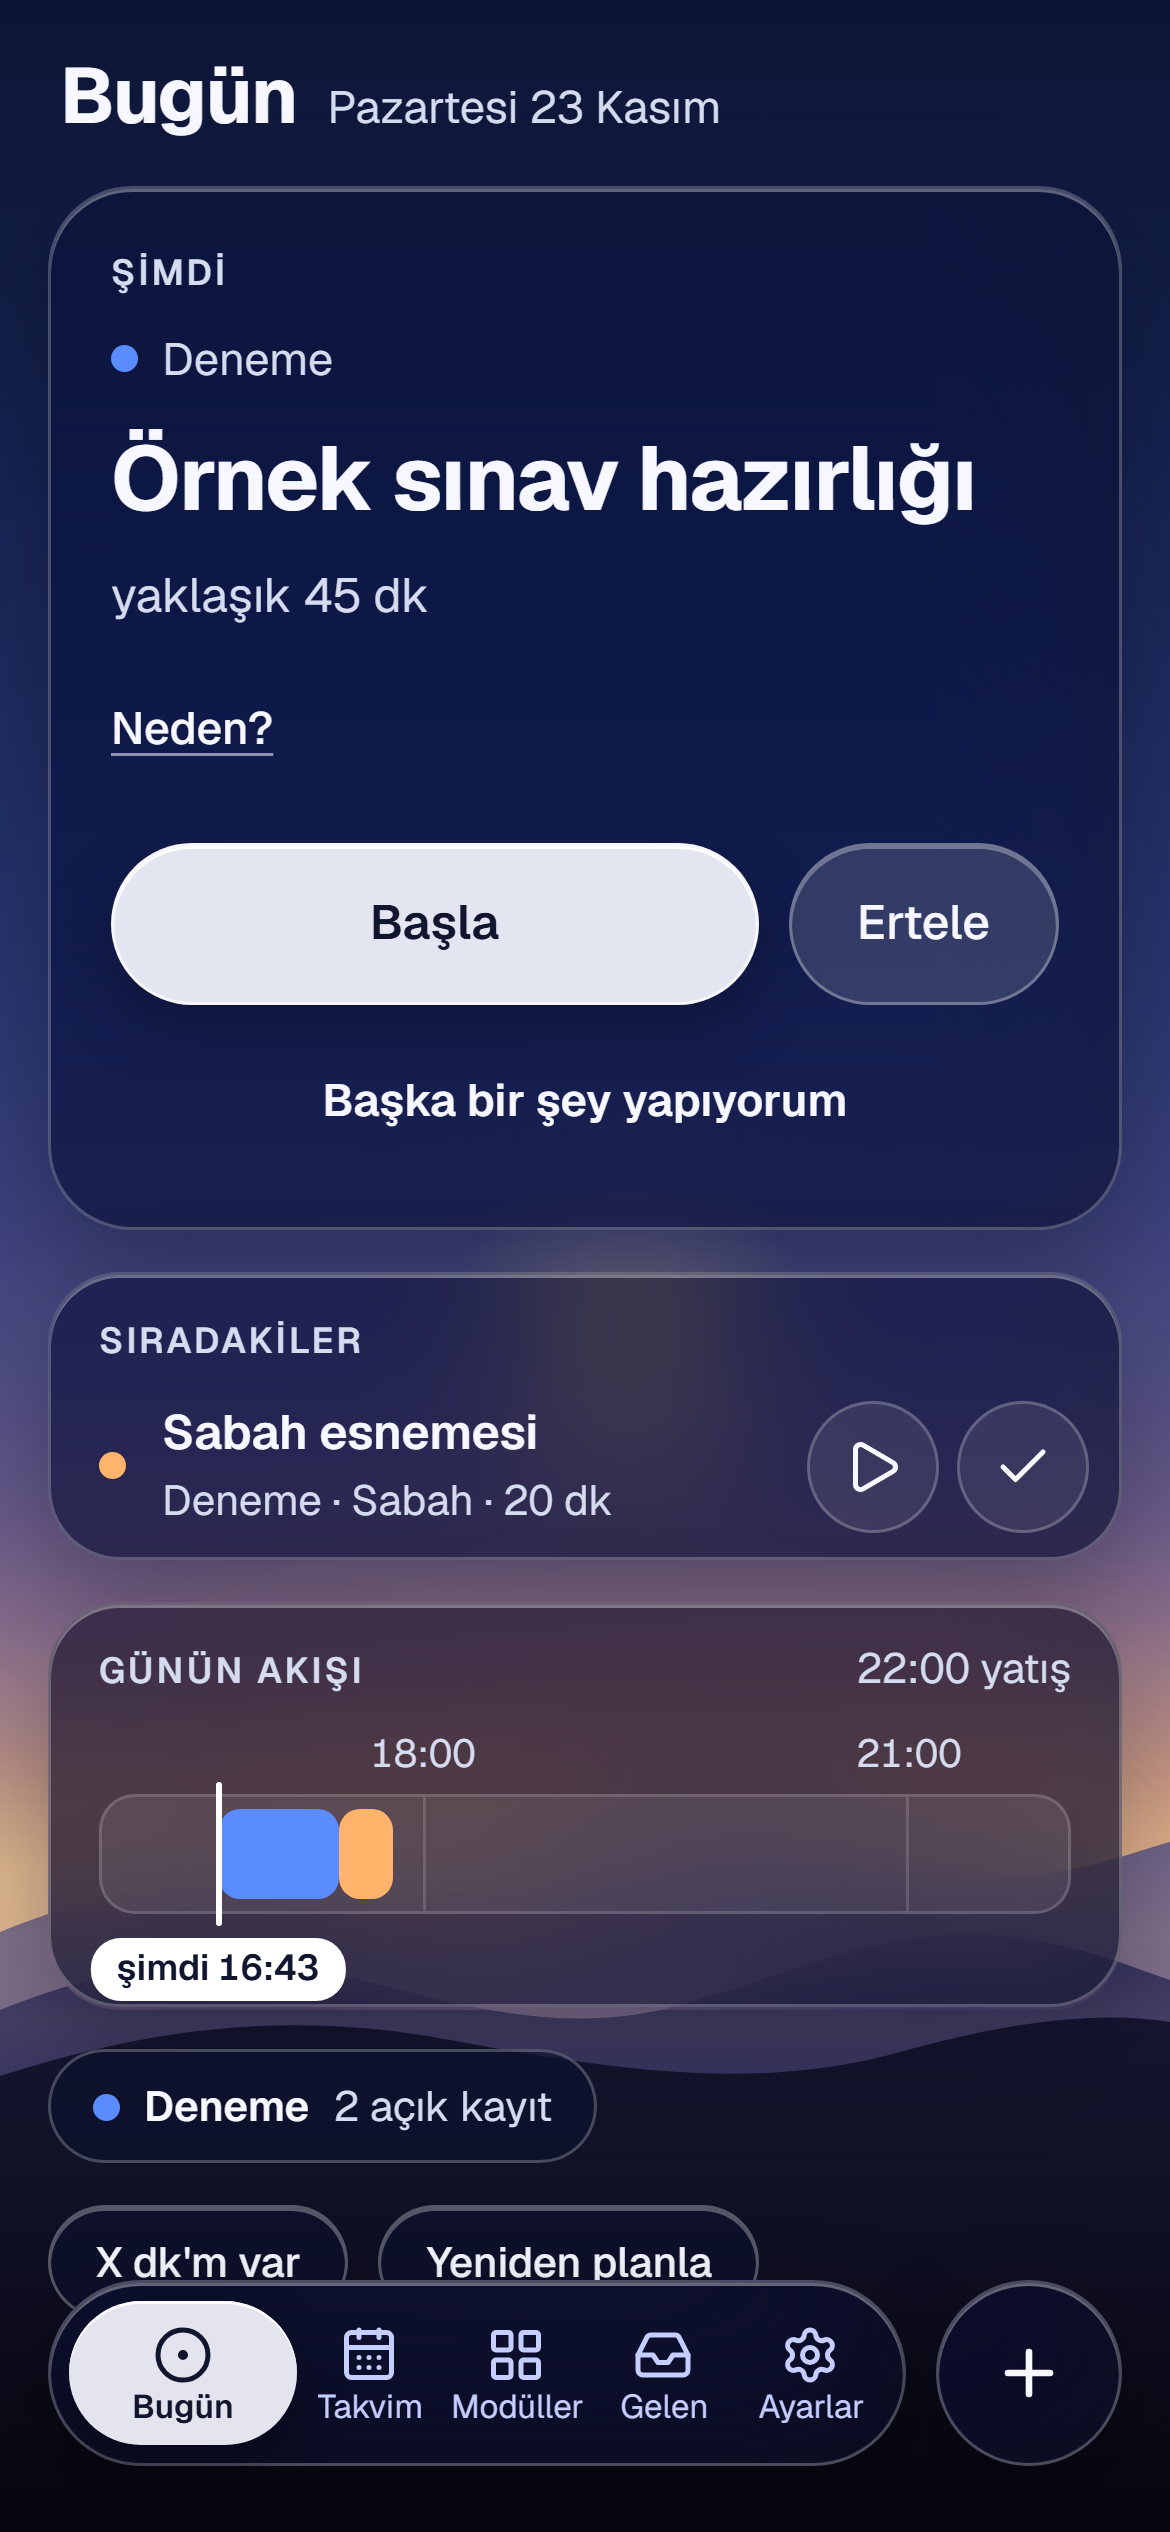 Bugün Pazartesi 23 Kasım
ŞİMDİ
Deneme
Örnek sınav hazırlığı
yaklaşık 45 dk
Neden?
Başla Ertele
Başka bir şey yapıyorum
SIRADAKİLER
Sabah esnemesi
Deneme · Sabah · 20 dk
GÜNÜN AKIŞI 22:00 yatış
18:00 21:00
şimdi 16:43
Deneme 2 açık kayıt
X dk'm var Yeniden planla
Bugün Takvim Modüller Gelen Ayarlar